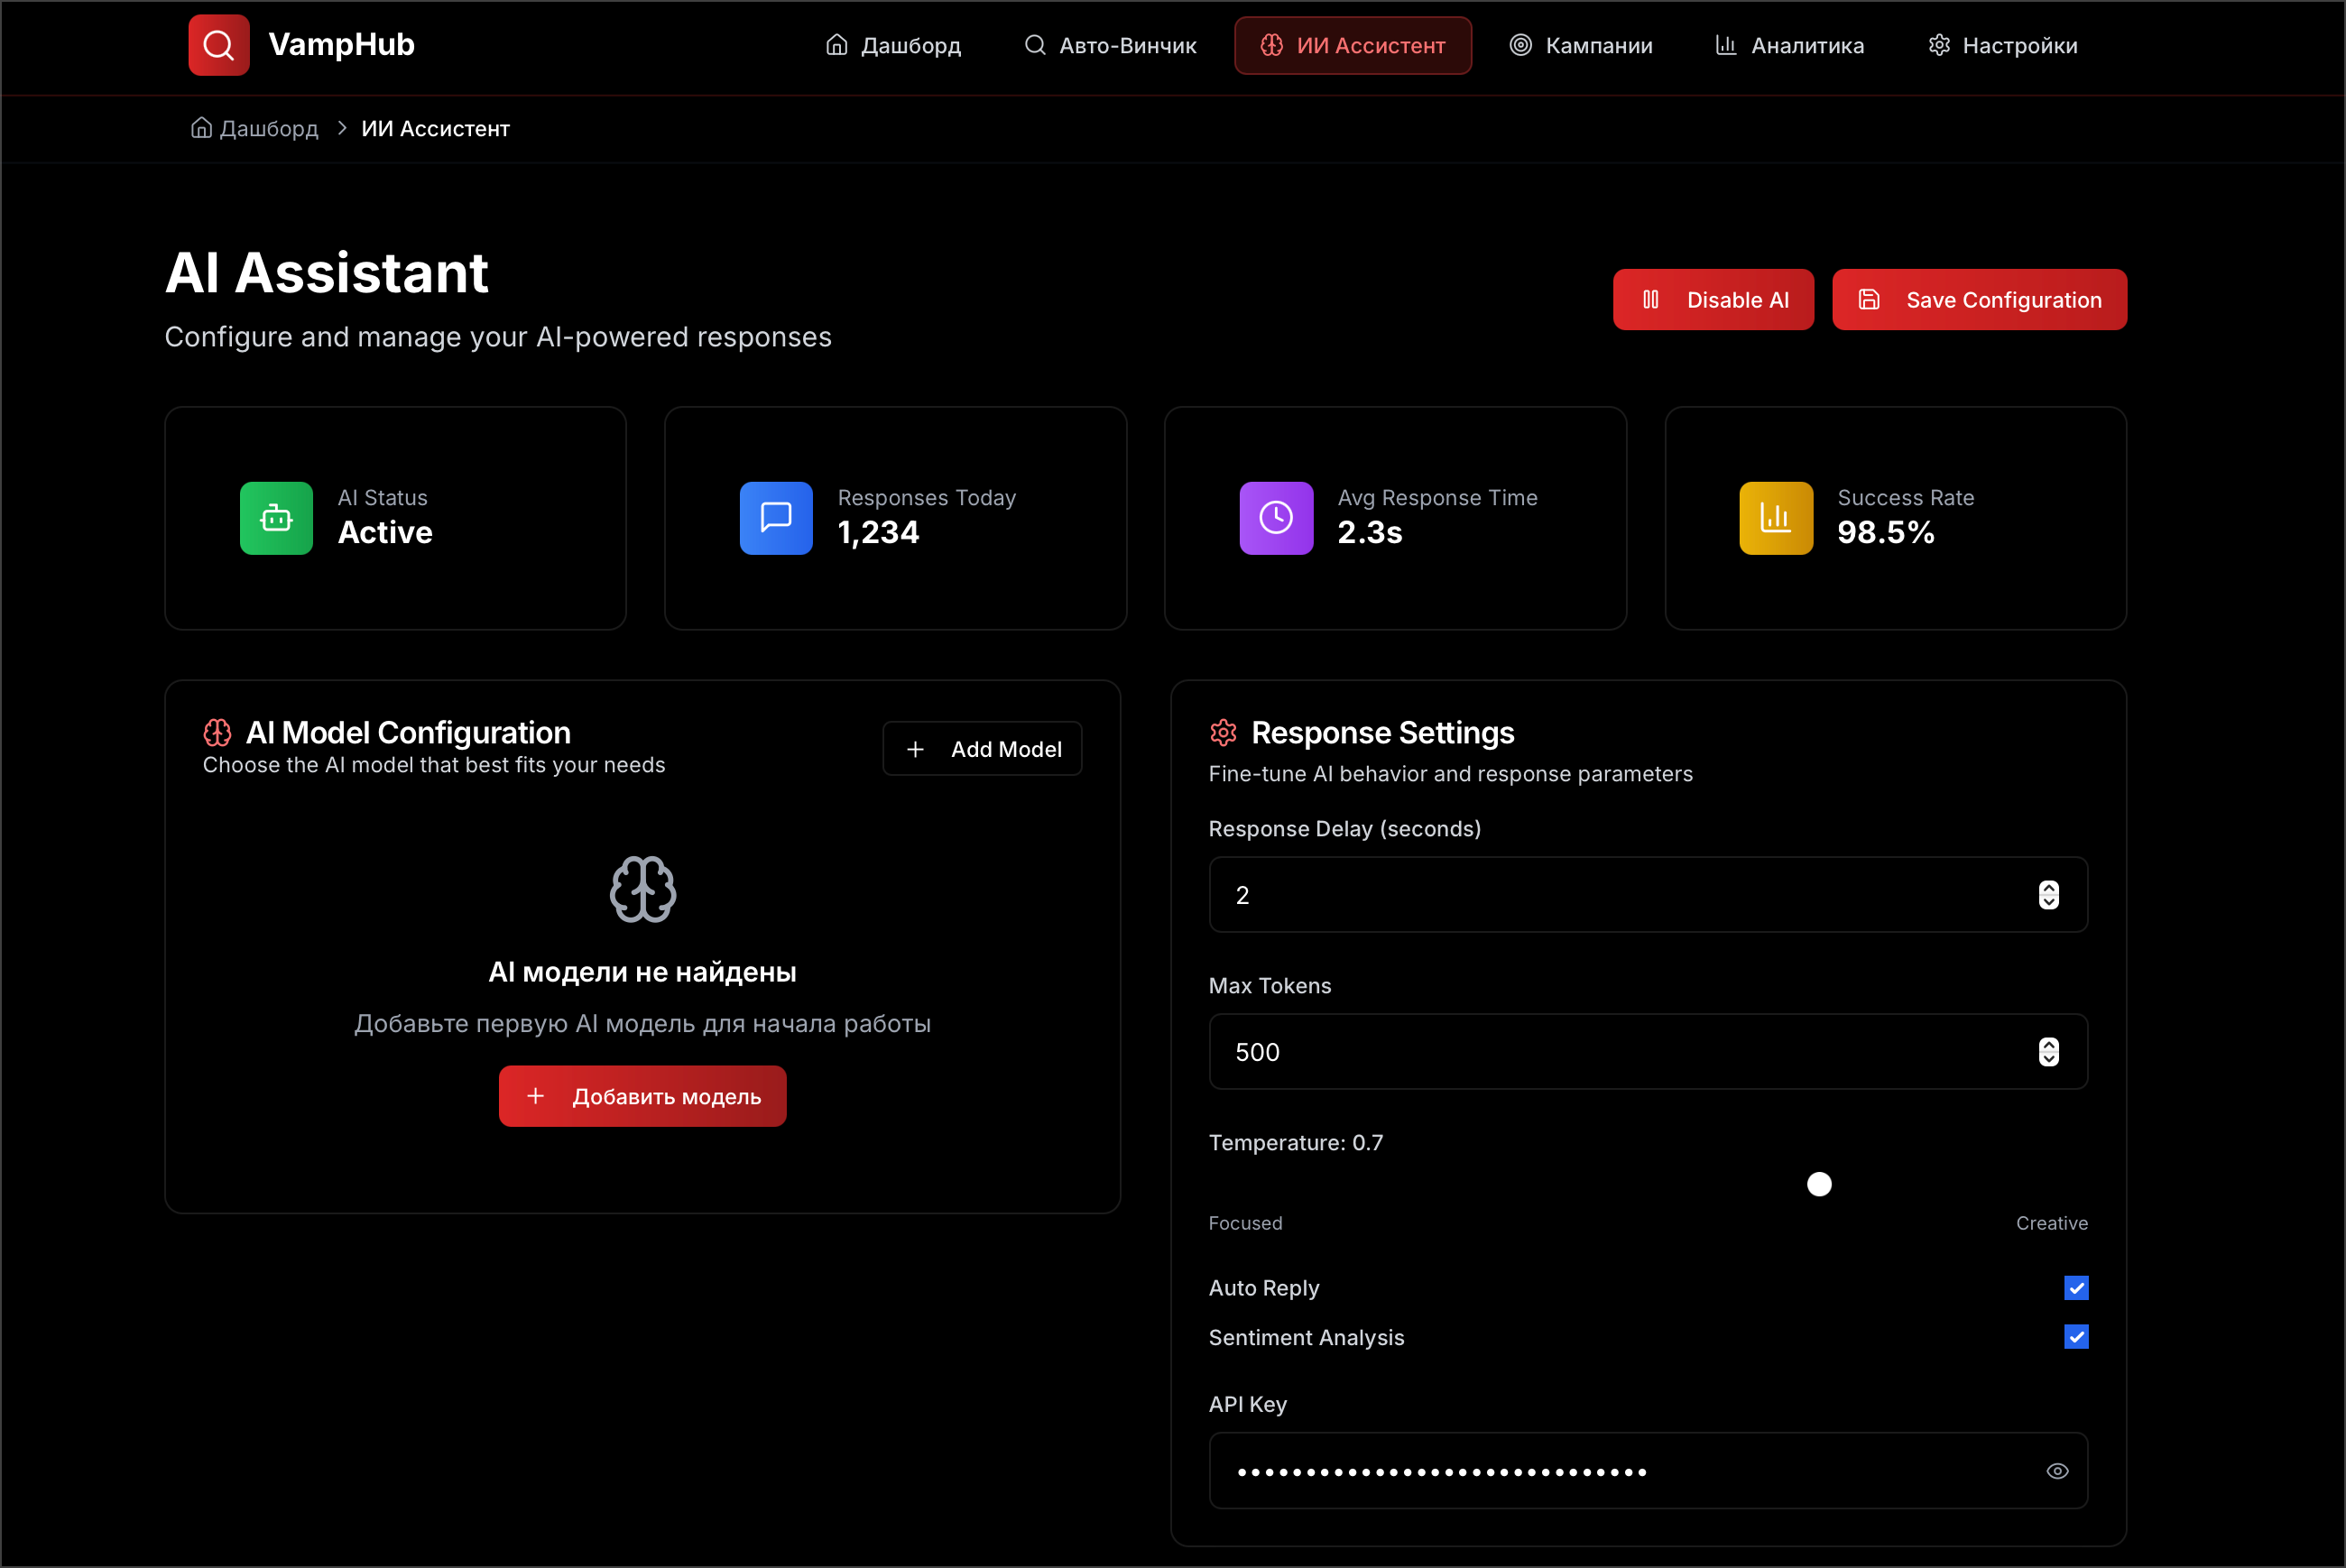 VampHub
Дашборд
Авто-Винчик
ИИ Ассистент
Кампании
Аналитика
Настройки
Дашборд
ИИ Ассистент
AI Assistant
Configure and manage your AI-powered responses
Disable AI
Save Configuration
AI Status
Active
Responses Today
1,234
Avg Response Time
2.3s
Success Rate
98.5%
AI Model Configuration
Choose the AI model that best fits your needs
Add Model
AI модели не найдены
Добавьте первую AI модель для начала работы
Добавить модель
Response Settings
Fine-tune AI behavior and response parameters
Response Delay (seconds)
2
Max Tokens
500
Temperature: 0.7
Focused
Creative
Auto Reply
Sentiment Analysis
API Key